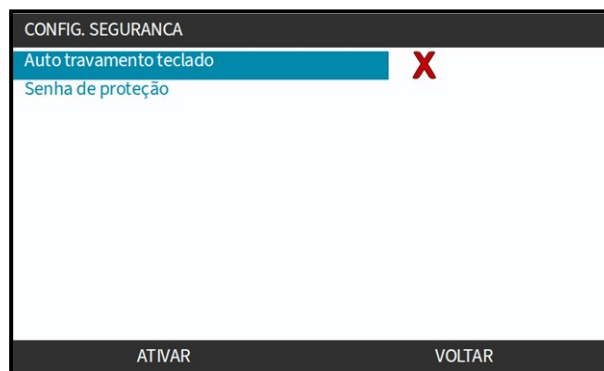 CONFIG. SEGURANCA
Auto travamento teclado X
Senha de proteção
ATIVAR VOLTAR